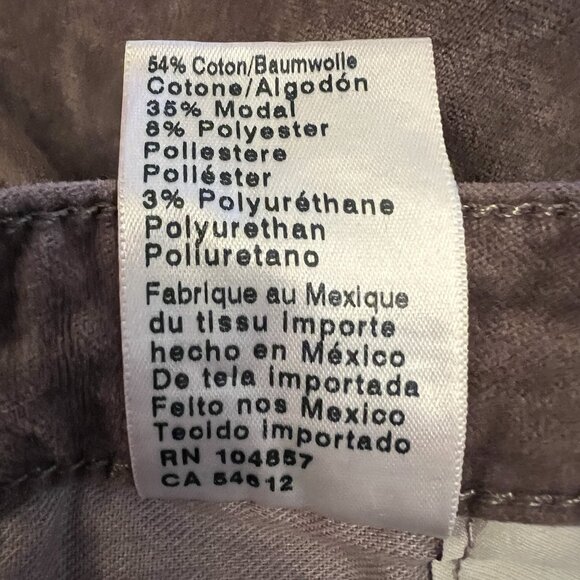 54% Coton/Baumwolle
Cotone/Algodón
35% Modal
8% Polyester
Poliestere
Poliéster
3% Polyuréthane
Polyurethan
Poliuretano
Fabrique au Mexique
du tissu importe
hecho en México
De tela importada
Feito nos Mexico
Tecido importado
RN 104857
CA 54612